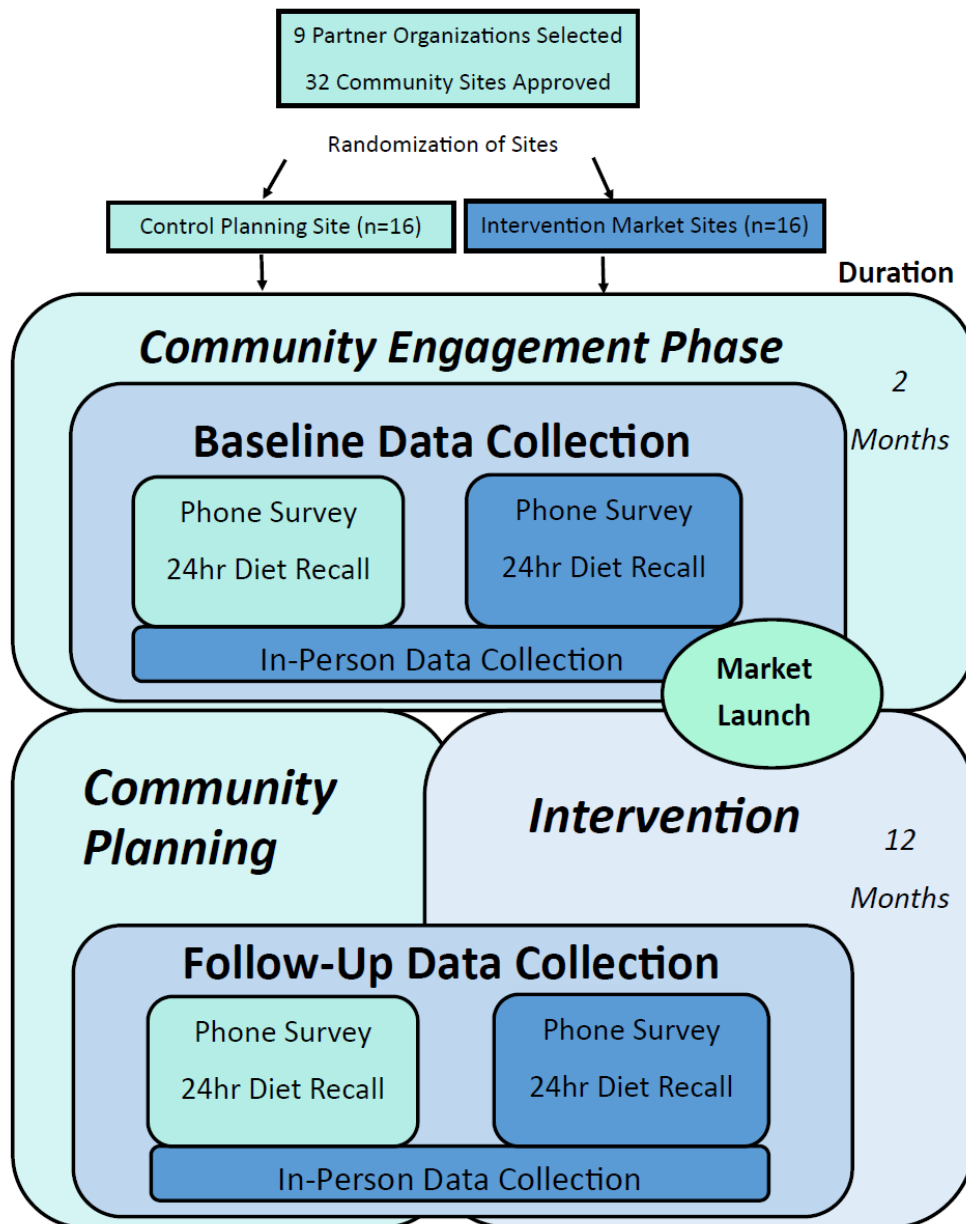 9 Partner Organizations Selected
32 Community Sites Approved
Randomization of Sites
Control Planning Site (n=16)
Intervention Market Sites (n=16)
Duration
Community Engagement Phase
2
Months
Baseline Data Collection
Phone Survey
24hr Diet Recall
Phone Survey
24hr Diet Recall
In-Person Data Collection
Market
Launch
Community
Planning
Intervention
12
Months
Follow-Up Data Collection
Phone Survey
24hr Diet Recall
Phone Survey
24hr Diet Recall
In-Person Data Collection